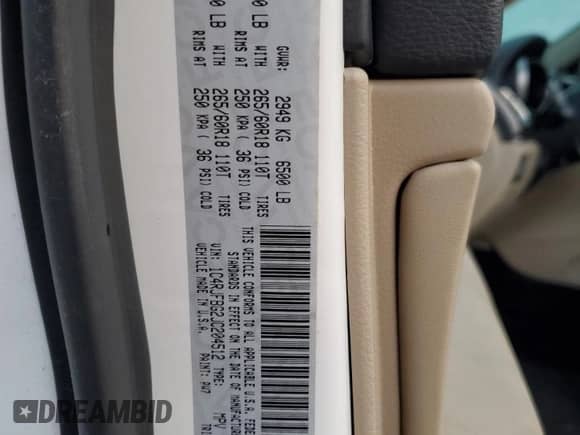 GVWR: 2949 KG 6500 LB
0 LB WITH 265/60R18 110T TIRES
RIMS AT 250 KPA ( 36 PSI) COLD
00 LB WITH 265/60R18 110T TIRES
RIMS AT 250 KPA ( 36 PSI) COLD
THIS VEHICLE CONFORMS TO ALL APPLICABLE U.S.A. FEDE
STANDARDS IN EFFECT ON THE DATE OF MANUFACTUR
VIN: 1C4RJFBG2JC204512 TYPE: MPV
VEHICLE MADE IN U.S.A. PAINT: PW7 TRI
DREAMBID